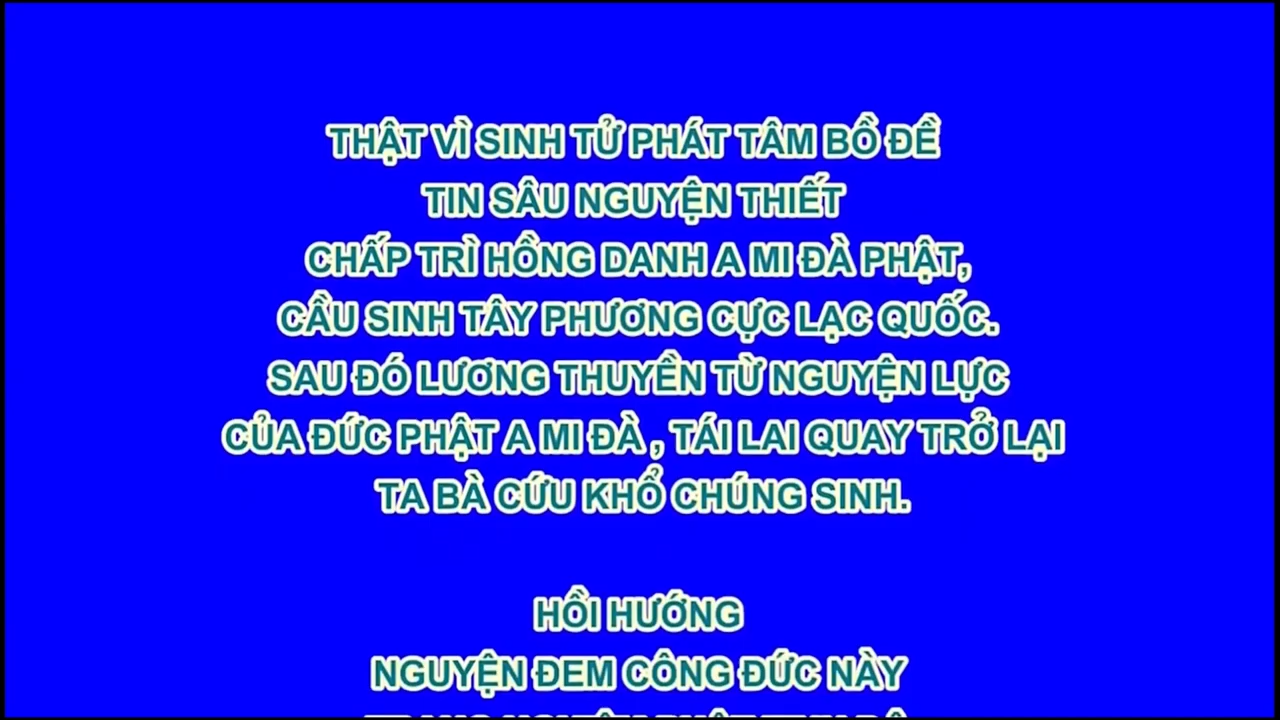 THẬT VÌ SINH TỬ PHÁT TÂM BỒ ĐỀ
TIN SÂU NGUYỆN THIẾT
CHẤP TRÌ HỒNG DANH A MI ĐÀ PHẬT,
CẦU SINH TÂY PHƯƠNG CỰC LẠC QUỐC.
SAU ĐÓ LƯƠNG THUYỀN TỪ NGUYỆN LỰC
CỦA ĐỨC PHẬT A MI ĐÀ , TÁI LAI QUAY TRỞ LẠI
TA BÀ CỨU KHỔ CHÚNG SINH.
HỒI HƯỚNG
NGUYỆN ĐEM CÔNG ĐỨC NÀY